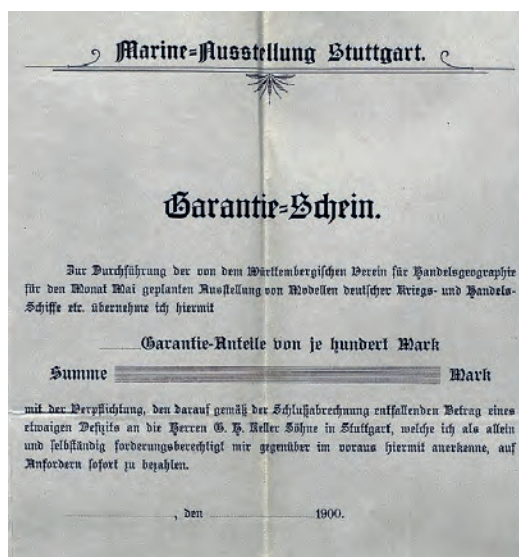 Marine-Ausstellung Stuttgart.
Garantie-Schein.
Zur Durchführung der von dem Württembergischen Verein für Handelsgeographie
für den Monat Mai geplanten Ausstellung von Modellen deutscher Kriegs- und Handels-
Schiffe etc. übernehme ich hiermit
Garantie-Anteile von je hundert Mark
Summe Mark
mit der Verpflichtung, den darauf gemäß der Schlußabrechnung entfallenden Betrag eines
etwaigen Defizits an die Herren G. H. Keller Söhne in Stuttgart, welche ich als allein
und selbständig forderungsberechtigt mir gegenüber im voraus hiermit anerkenne, auf
Anfordern sofort zu bezahlen.
, den 1900.